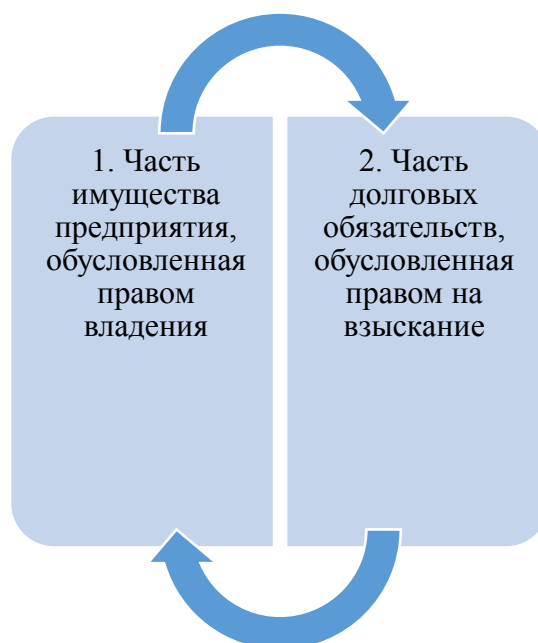 1. Часть
имущества
предприятия,
обусловленная
правом
владения
2. Часть
долговых
обязательств,
обусловленная
правом на
взыскание